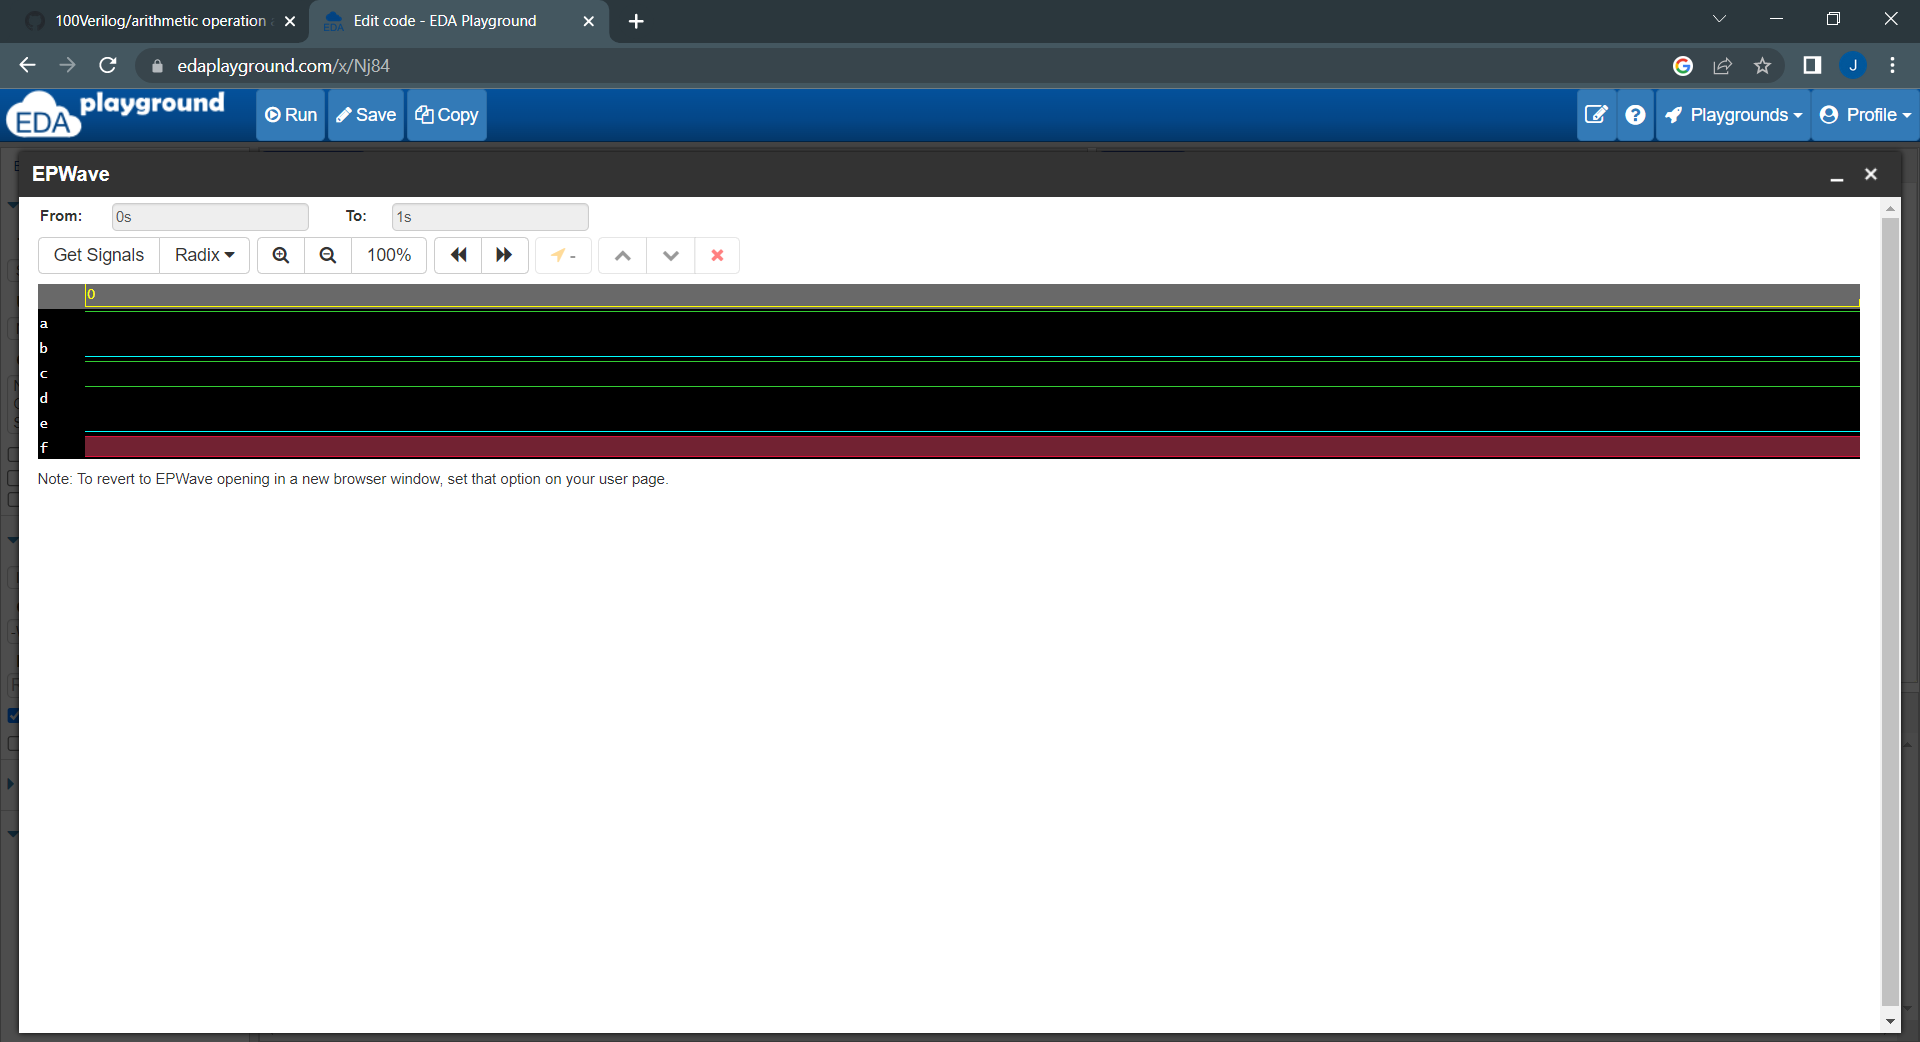 100Verilog/arithmetic operation
Edit code - EDA Playground
edaplayground.com/x/Nj84
J
EDA playground
Run
Save
Copy
Playgrounds
Profile
EPWave
From:
0s
To:
1s
Get Signals
Radix
100%
-
0
a
b
c
d
e
f
Note: To revert to EPWave opening in a new browser window, set that option on your user page.